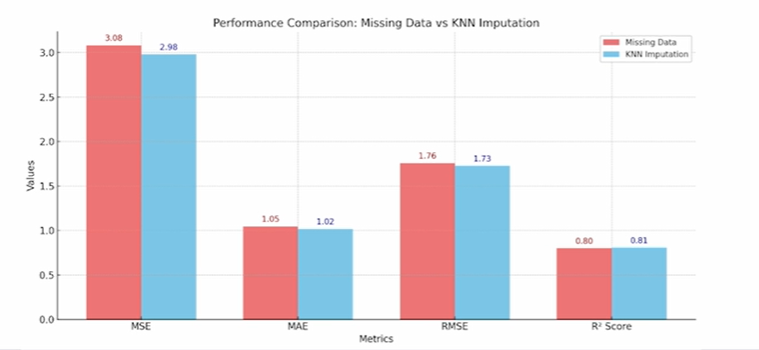 Performance Comparison: Missing Data vs KNN Imputation
Missing Data
KNN Imputation
3.08
2.98
1.05
1.02
1.76
1.73
0.80
0.81
3.0
2.5
2.0
1.5
1.0
0.5
0.0
Values
MSE
MAE
RMSE
R² Score
Metrics